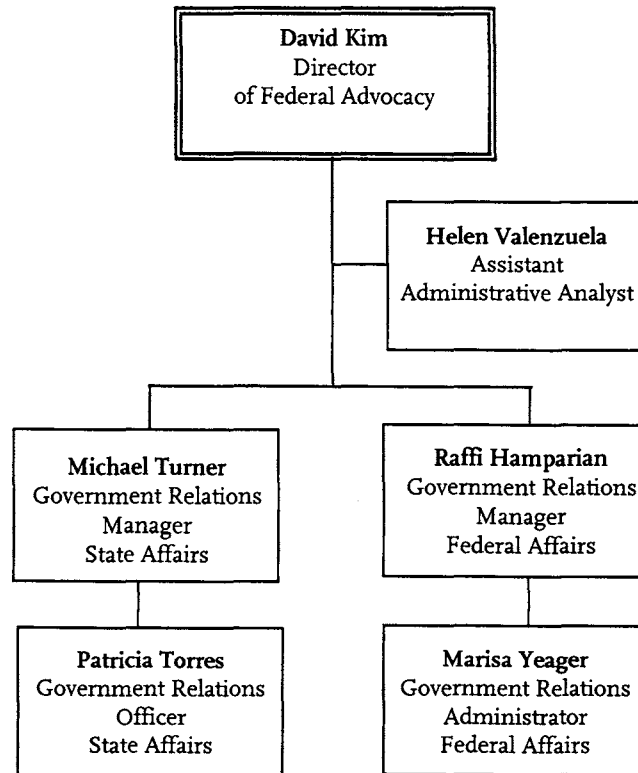 David Kim
Director
of Federal Advocacy
Helen Valenzuela
Assistant
Administrative Analyst
Michael Turner
Government Relations
Manager
State Affairs
Raffi Hamparian
Government Relations
Manager
Federal Affairs
Patricia Torres
Government Relations
Officer
State Affairs
Marisa Yeager
Government Relations
Administrator
Federal Affairs